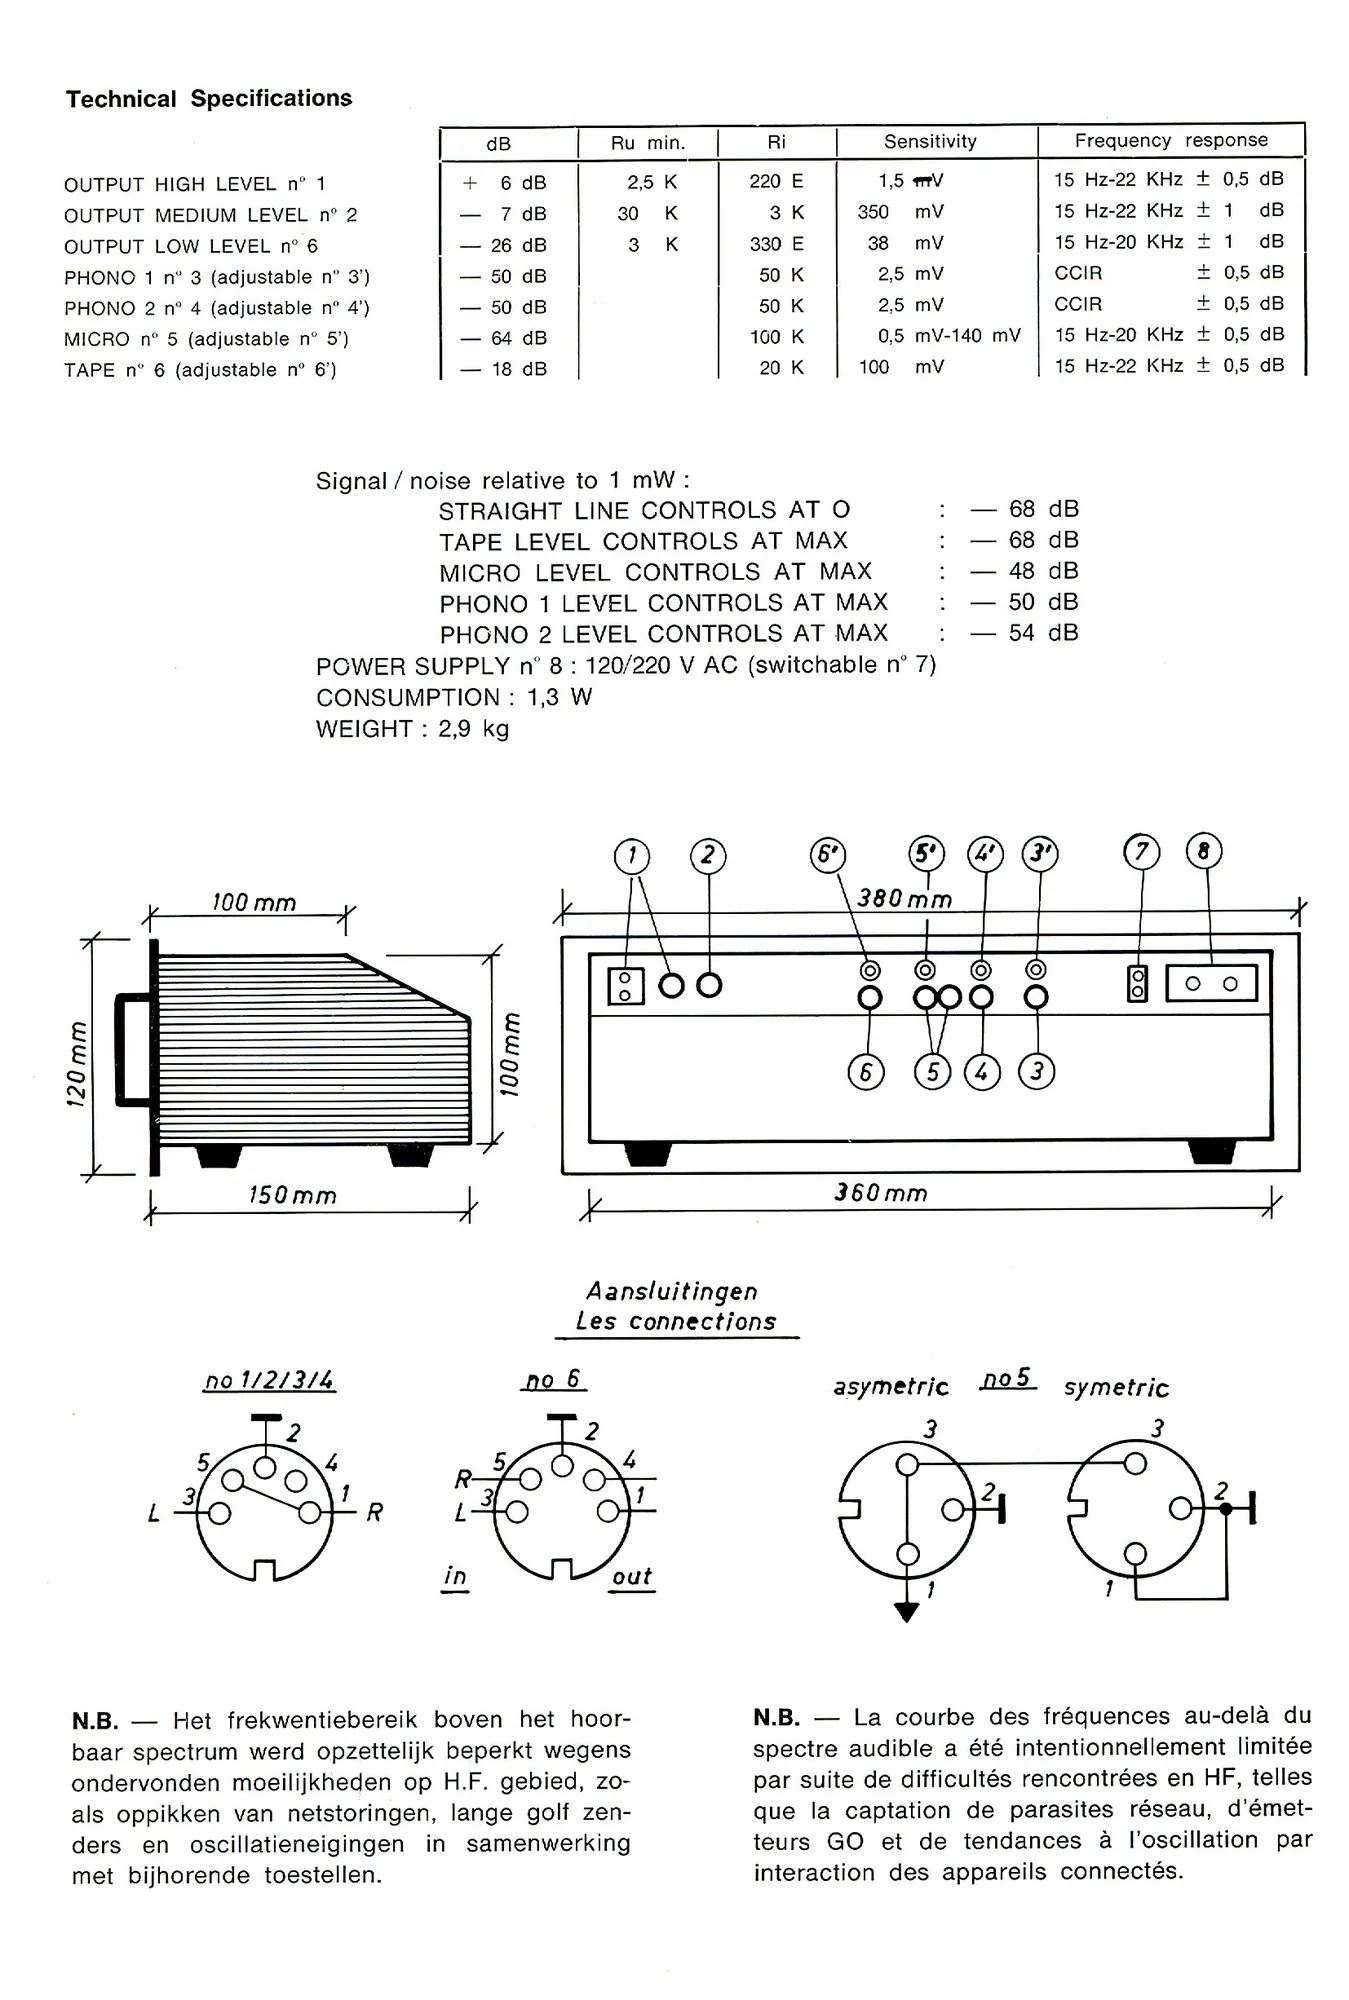 Technical Specifications
dB Ru min. Ri Sensitivity Frequency response
OUTPUT HIGH LEVEL n° 1 + 6 dB 2,5 K 220 E 1,5 V 15 Hz-22 KHz ± 0,5 dB
OUTPUT MEDIUM LEVEL n° 2 — 7 dB 30 K 3 K 350 mV 15 Hz-22 KHz ± 1 dB
OUTPUT LOW LEVEL n° 6 — 26 dB 3 K 330 E 38 mV 15 Hz-20 KHz ± 1 dB
PHONO 1 n° 3 (adjustable n° 3') — 50 dB 50 K 2,5 mV CCIR ± 0,5 dB
PHONO 2 n° 4 (adjustable n° 4') — 50 dB 50 K 2,5 mV CCIR ± 0,5 dB
MICRO n° 5 (adjustable n° 5') — 64 dB 100 K 0,5 mV-140 mV 15 Hz-20 KHz ± 0,5 dB
TAPE n° 6 (adjustable n° 6') — 18 dB 20 K 100 mV 15 Hz-22 KHz ± 0,5 dB
Signal / noise relative to 1 mW :
STRAIGHT LINE CONTROLS AT O : — 68 dB
TAPE LEVEL CONTROLS AT MAX : — 68 dB
MICRO LEVEL CONTROLS AT MAX : — 48 dB
PHONO 1 LEVEL CONTROLS AT MAX : — 50 dB
PHONO 2 LEVEL CONTROLS AT MAX : — 54 dB
POWER SUPPLY n° 8 : 120/220 V AC (switchable n° 7)
CONSUMPTION : 1,3 W
WEIGHT : 2,9 kg
1 2 6' 5' 4' 3' 7 8
100 mm
380 mm
120 mm
100 mm
6 5 4 3
150 mm
360 mm
Aansluitingen
Les connections
no 1/2/3/4
no 6
asymetric no 5 symetric
2
5 4
3 1
L R
2
R 5 4
L 3 1
in out
3
2
1
3
2
1
N.B. — Het frekwentiebereik boven het hoor-
baar spectrum werd opzettelijk beperkt wegens
ondervonden moeilijkheden op H.F. gebied, zo-
als oppikken van netstoringen, lange golf zen-
ders en oscillatieneigingen in samenwerking
met bijhorende toestellen.
N.B. — La courbe des fréquences au-delà du
spectre audible a été intentionnellement limitée
par suite de difficultés rencontrées en HF, telles
que la captation de parasites réseau, d'émet-
teurs GO et de tendances à l'oscillation par
interaction des appareils connectés.